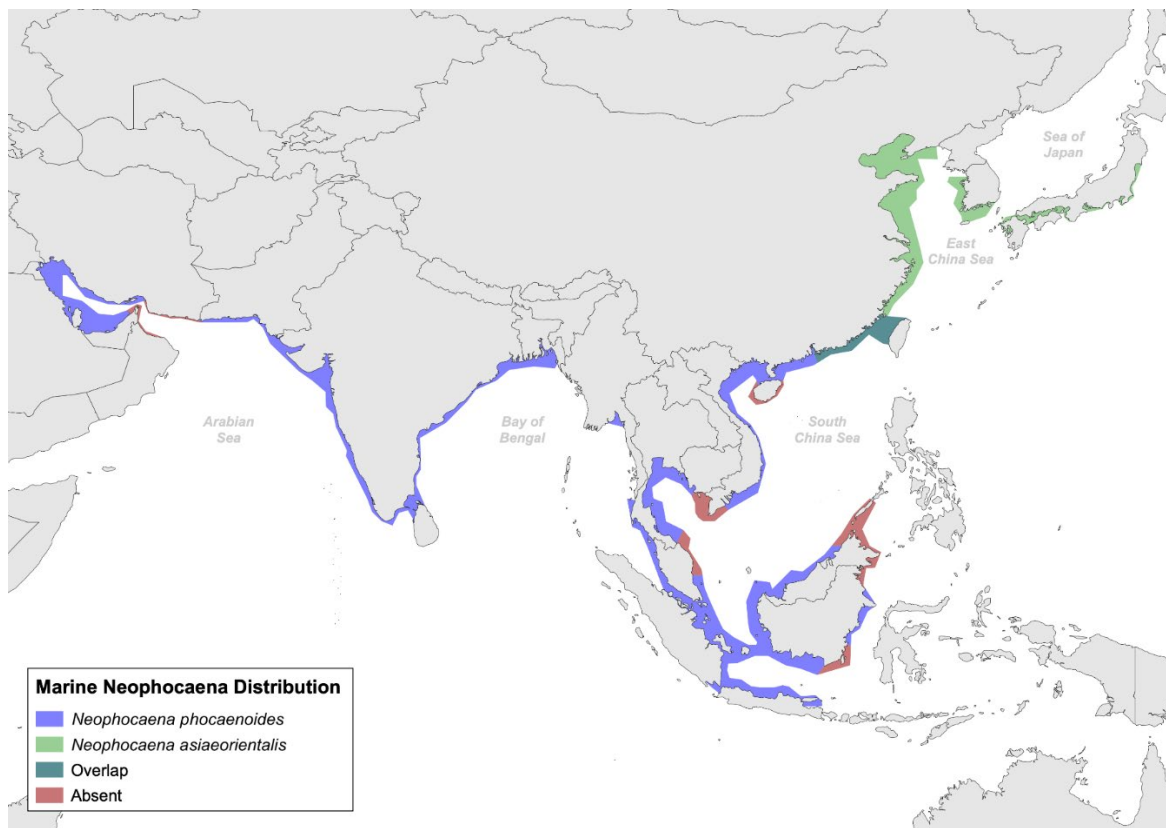 Sea of
Japan
East
China Sea
Arabian
Sea
Bay of
Bengal
South
China Sea
Marine Neophocaena Distribution
Neophocaena phocaenoides
Neophocaena asiaeorientalis
Overlap
Absent